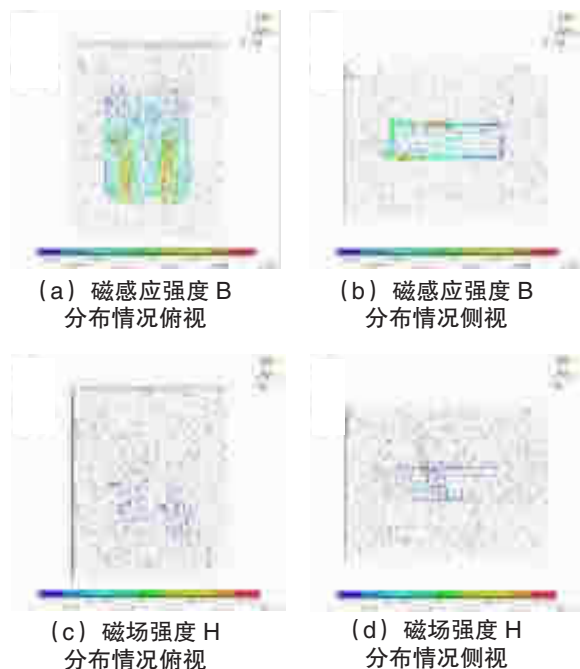 (a) 磁感应强度 B
分布情况俯视
(b) 磁感应强度 B
分布情况侧视
(c) 磁场强度 H
分布情况俯视
(d) 磁场强度 H
分布情况侧视